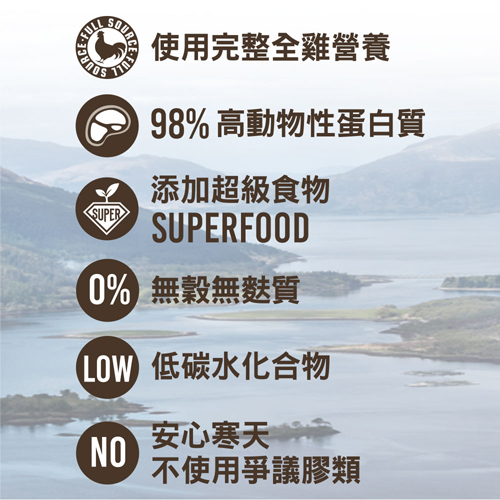 FULL SOURCE·FULL SOURCE·
使用完整全雞營養
98% 高動物性蛋白質
添加超級食物
SUPER
SUPERFOOD
0% 無穀無麩質
LOW 低碳水化合物
安心寒天
NO
不使用爭議膠類